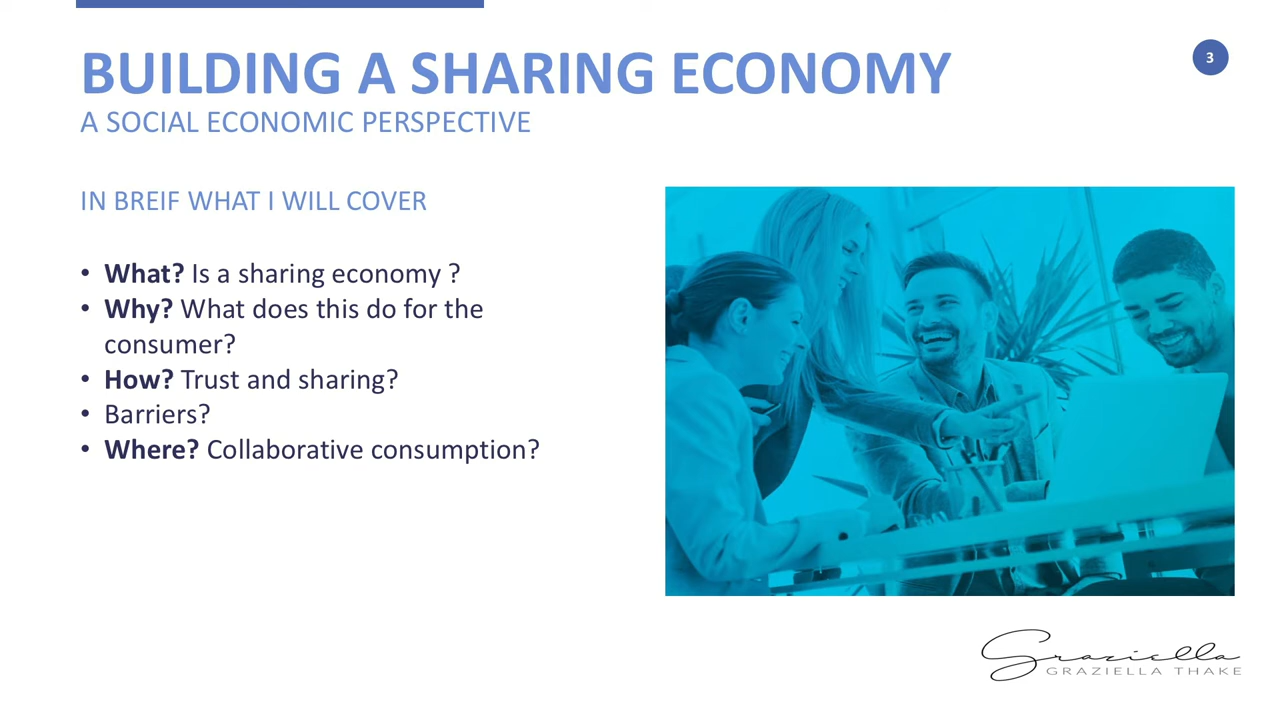 BUILDING A SHARING ECONOMY
3
A SOCIAL ECONOMIC PERSPECTIVE
IN BREIF WHAT I WILL COVER
• What? Is a sharing economy ?
• Why? What does this do for the
consumer?
• How? Trust and sharing?
• Barriers?
• Where? Collaborative consumption?
Graziella
GRAZIELLA THAKE